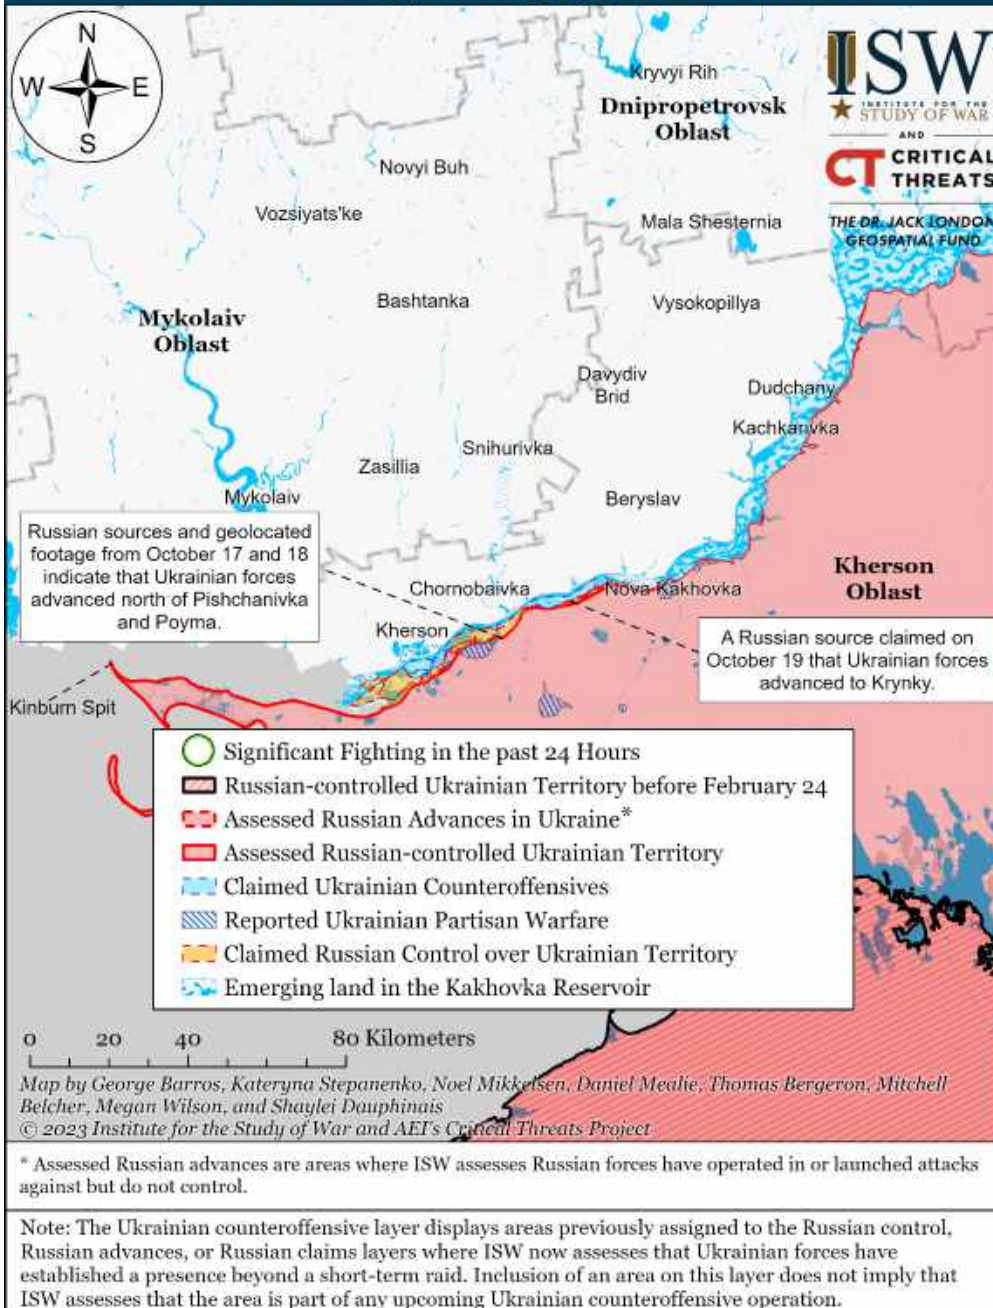 N
W E
S
ISW
INSTITUTE FOR THE
STUDY OF WAR
AND
CT CRITICAL
THREATS
THE DR. JACK LONDON
GEOSPATIAL FUND
Kryvyi Rih
Dnipropetrovsk
Oblast
Novyi Buh
Vozsiyats'ke
Mala Shesternia
Bashtanka
Vysokopillya
Mykolaiv
Oblast
Davydiv
Brid
Dudchany
Kachkarivka
Snihurivka
Zasillia
Mykolaiv
Beryslav
Russian sources and geolocated
footage from October 17 and 18
indicate that Ukrainian forces
advanced north of Pishchanivka
and Poyma.
Chornobaivka
Nova Kakhovka
Kherson
Oblast
Kherson
A Russian source claimed on
October 19 that Ukrainian forces
advanced to Krynky.
Kinburn Spit
Significant Fighting in the past 24 Hours
Russian-controlled Ukrainian Territory before February 24
Assessed Russian Advances in Ukraine*
Assessed Russian-controlled Ukrainian Territory
Claimed Ukrainian Counteroffensives
Reported Ukrainian Partisan Warfare
Claimed Russian Control over Ukrainian Territory
Emerging land in the Kakhovka Reservoir
0 20 40 80 Kilometers
Map by George Barros, Kateryna Stepanenko, Noel Mikkelsen, Daniel Mealie, Thomas Bergeron, Mitchell
Belcher, Megan Wilson, and Shaylei Dauphinais
© 2023 Institute for the Study of War and AEI's Critical Threats Project
* Assessed Russian advances are areas where ISW assesses Russian forces have operated in or launched attacks
against but do not control.
Note: The Ukrainian counteroffensive layer displays areas previously assigned to the Russian control,
Russian advances, or Russian claims layers where ISW now assesses that Ukrainian forces have
established a presence beyond a short-term raid. Inclusion of an area on this layer does not imply that
ISW assesses that the area is part of any upcoming Ukrainian counteroffensive operation.